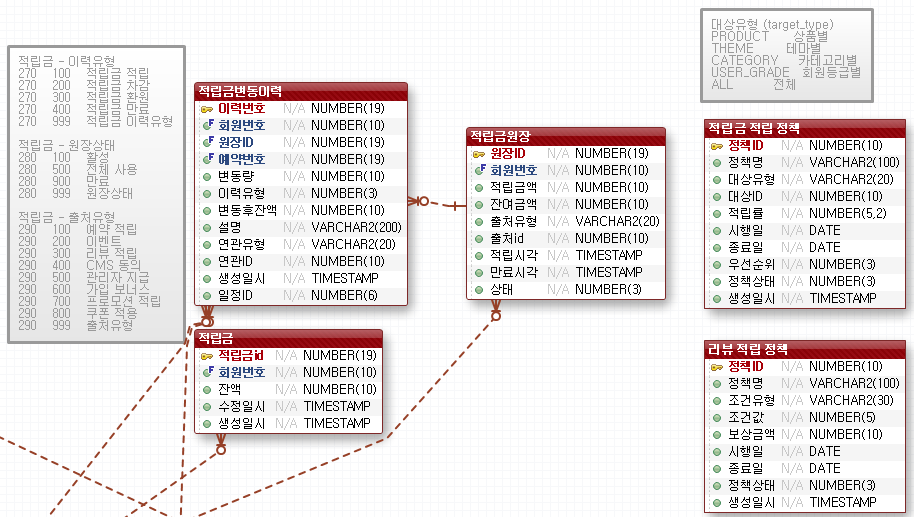 적립금 - 이력유형
270 100 적립금 적립
270 200 적립금 차감
270 300 적립금 환원
270 400 적립금 만료
270 999 적립금 이력유형
적립금 - 원장상태
280 100 활성
280 500 전체 사용
280 900 만료
280 999 원장상태
적립금 - 출처유형
290 100 예약 적립
290 200 이벤트
290 300 리뷰 적립
290 400 CMS 동의
290 500 관리자 지급
290 600 가입 보너스
290 700 프로모션 적립
290 800 쿠폰 적용
290 999 출처유형
적립금변동이력
이력번호 N/A NUMBER(19)
회원번호 N/A NUMBER(10)
원장ID N/A NUMBER(19)
예약번호 N/A NUMBER(19)
변동량 N/A NUMBER(10)
이력유형 N/A NUMBER(3)
변동후잔액 N/A NUMBER(10)
설명 N/A VARCHAR2(200)
연관유형 N/A VARCHAR2(20)
연관ID N/A NUMBER(10)
생성일시 N/A TIMESTAMP
일정ID N/A NUMBER(6)
적립금
적립금id N/A NUMBER(19)
회원번호 N/A NUMBER(10)
잔액 N/A NUMBER(10)
수정일시 N/A TIMESTAMP
생성일시 N/A TIMESTAMP
적립금원장
원장ID N/A NUMBER(19)
회원번호 N/A NUMBER(10)
적립금액 N/A NUMBER(10)
잔여금액 N/A NUMBER(10)
출처유형 N/A VARCHAR2(20)
출처id N/A NUMBER(10)
적립시각 N/A TIMESTAMP
만료시각 N/A TIMESTAMP
상태 N/A NUMBER(3)
대상유형 (target_type)
PRODUCT 상품별
THEME 테마별
CATEGORY 카테고리별
USER_GRADE 회원등급별
ALL 전체
적립금 적립 정책
정책ID N/A NUMBER(10)
정책명 N/A VARCHAR2(100)
대상유형 N/A VARCHAR2(20)
대상ID N/A NUMBER(10)
적립률 N/A NUMBER(5,2)
시행일 N/A DATE
종료일 N/A DATE
우선순위 N/A NUMBER(3)
정책상태 N/A NUMBER(3)
생성일시 N/A TIMESTAMP
리뷰 적립 정책
정책ID N/A NUMBER(10)
정책명 N/A VARCHAR2(100)
조건유형 N/A VARCHAR2(30)
조건값 N/A NUMBER(5)
보상금액 N/A NUMBER(10)
시행일 N/A DATE
종료일 N/A DATE
정책상태 N/A NUMBER(3)
생성일시 N/A TIMESTAMP